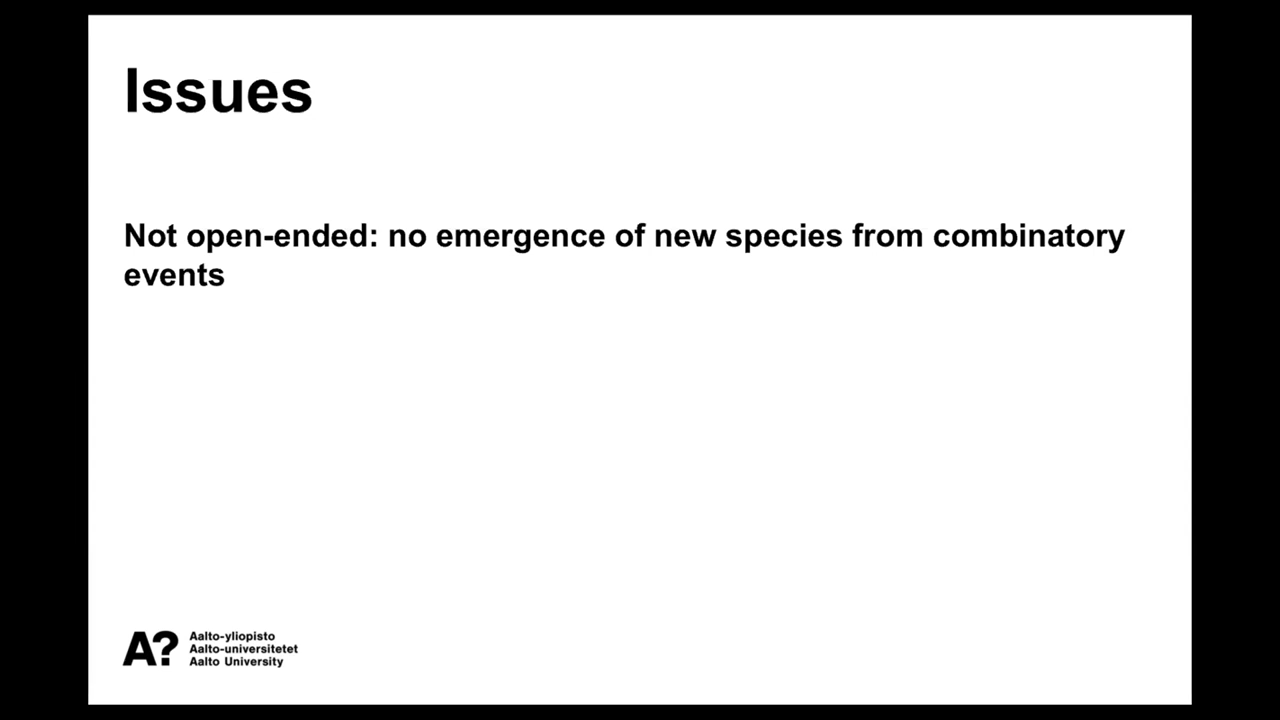 Issues
Not open-ended: no emergence of new species from combinatory
events
A?
Aalto-yliopisto
Aalto-universitetet
Aalto University